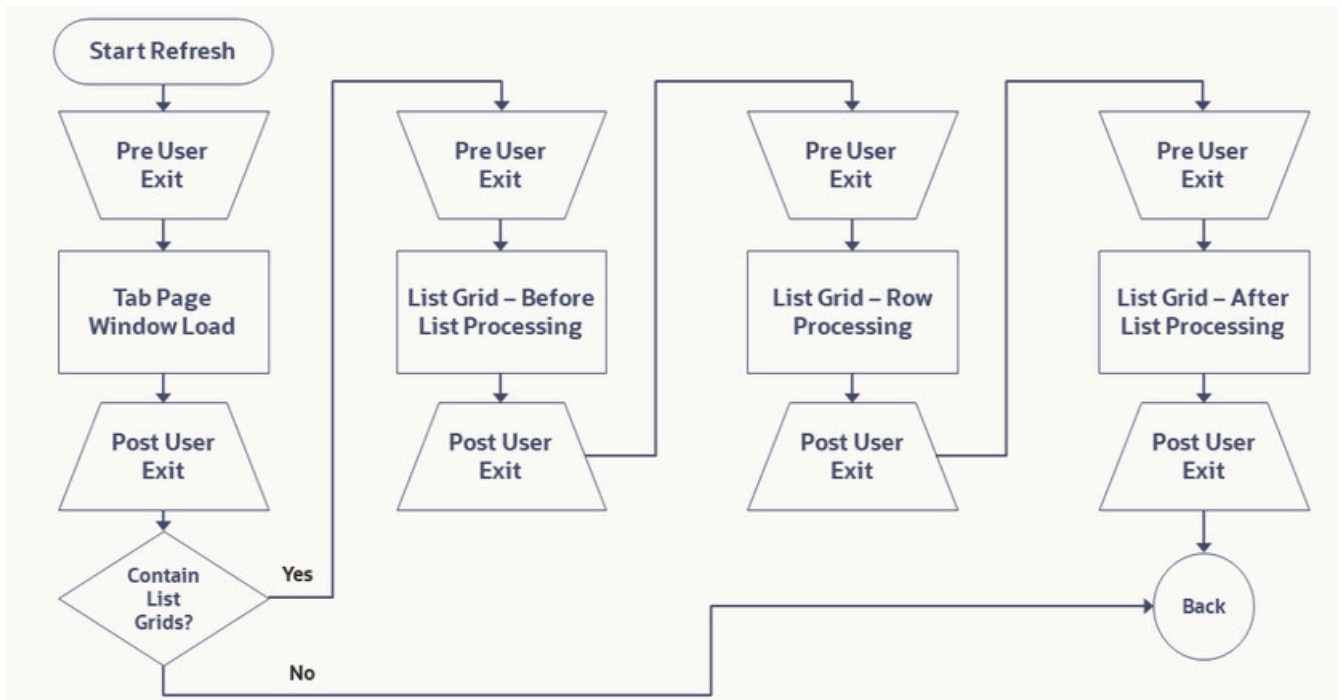 Start Refresh
Pre User
Exit
Tab Page
Window Load
Post User
Exit
Contain
List
Grids?
Yes
No
Pre User
Exit
List Grid – Before
List Processing
Post User
Exit
Pre User
Exit
List Grid – Row
Processing
Post User
Exit
Pre User
Exit
List Grid – After
List Processing
Post User
Exit
Back